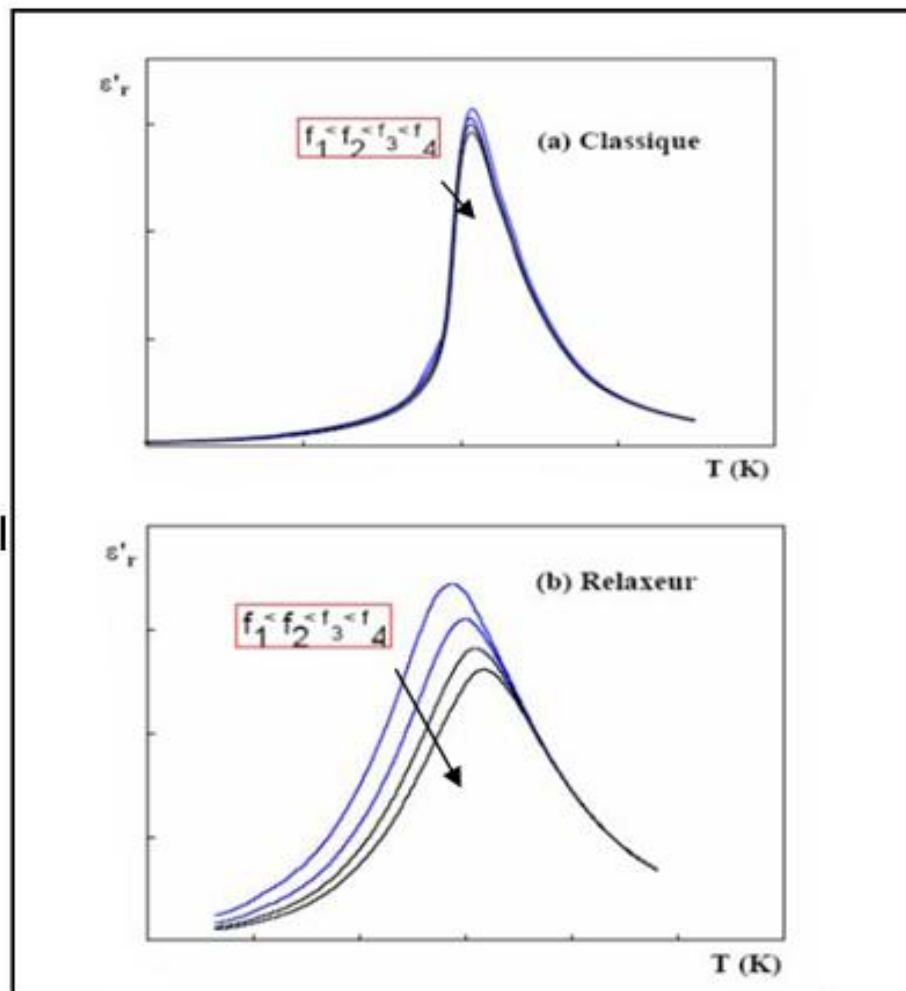 ε'r
f1<f2<f3<f4
(a) Classique
T (K)
ε'r
(b) Relaxeur
f1<f2<f3<f4
T (K)